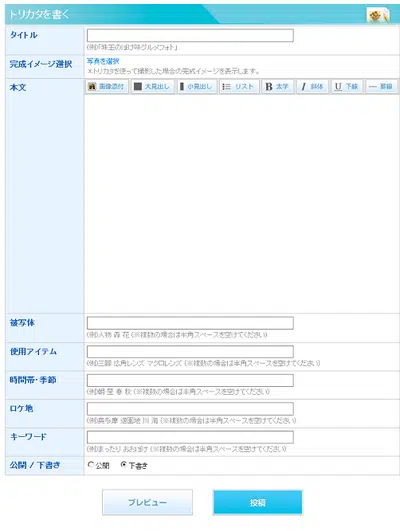 トリカタを書く
タイトル
(例)「珠玉のぼけ味グルメフォト」
完成イメージ選択
写真を選択
※トリカタを使って撮影した場合の完成イメージを表示します。
本文
画像添付 大見出し 小見出し リスト B 太字 I 斜体 U 下線 罫線
被写体
(例)人物 森 花 (※複数の場合は半角スペースを空けてください)
使用アイテム
(例)三脚 広角レンズ マクロレンズ (※複数の場合は半角スペースを空けてください)
時間帯・季節
(例)朝 昼 春 秋 (※複数の場合は半角スペースを空けてください)
ロケ地
(例)奥多摩 遊園地 川 海 (※複数の場合は半角スペースを空けてください)
キーワード
(例)まったり お散歩 (※複数の場合は半角スペースを空けてください)
公開 / 下書き
公開 下書き
プレビュー 投稿